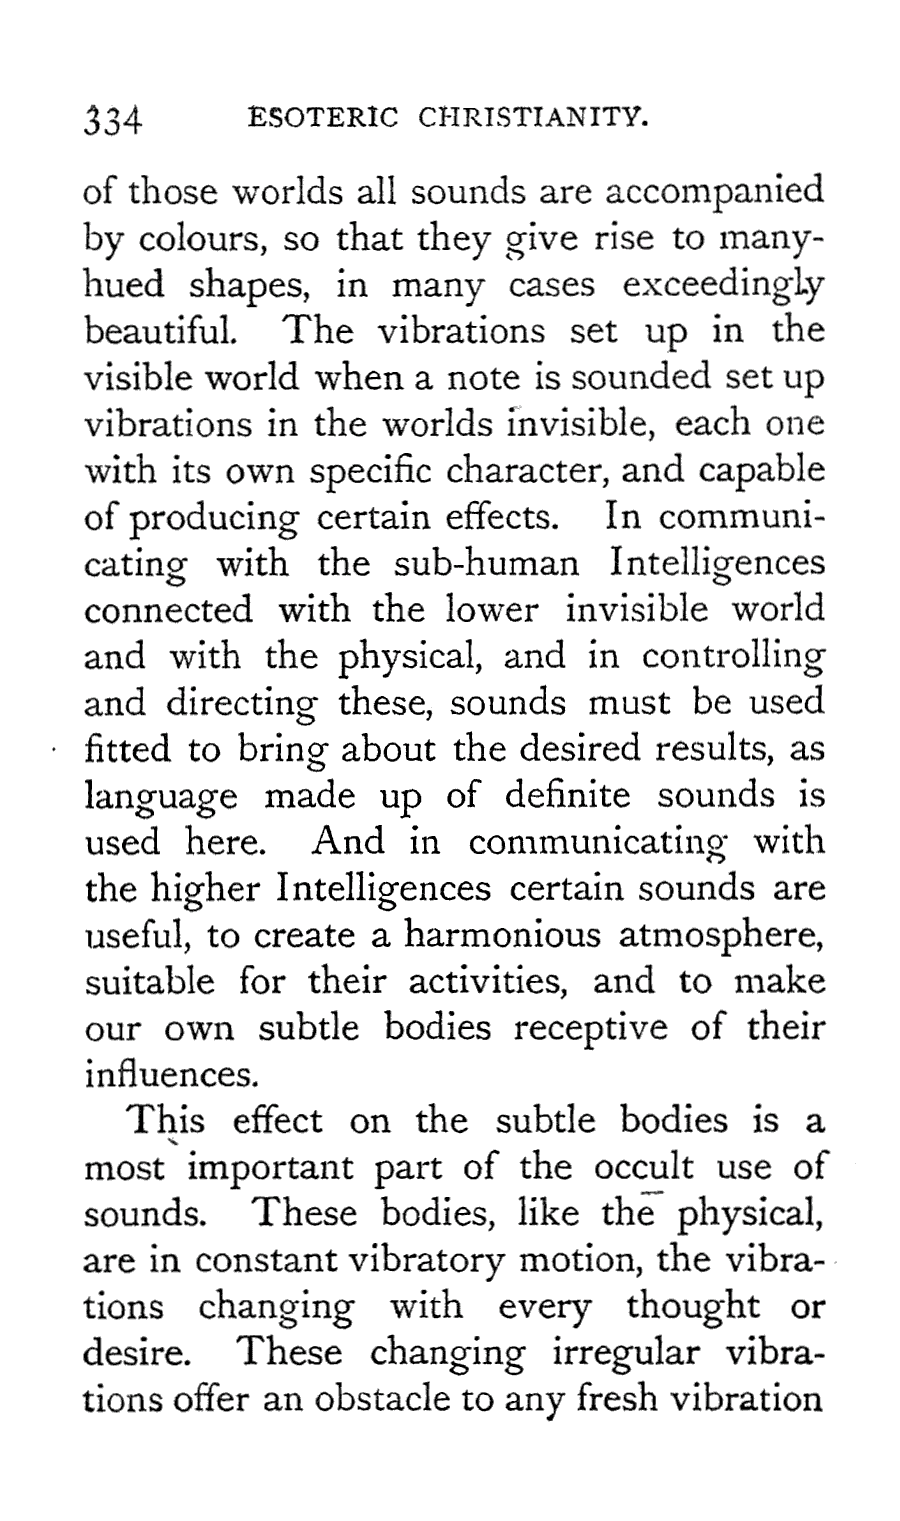 334 ESOTERIC CHRISTIANITY.
of those worlds all sounds are accompanied
by colours, so that they give rise to many-
hued shapes, in many cases exceedingly
beautiful. The vibrations set up in the
visible world when a note is sounded set up
vibrations in the worlds invisible, each one
with its own specific character, and capable
of producing certain effects. In communi-
cating with the sub-human Intelligences
connected with the lower invisible world
and with the physical, and in controlling
and directing these, sounds must be used
fitted to bring about the desired results, as
language made up of definite sounds is
used here. And in communicating with
the higher Intelligences certain sounds are
useful, to create a harmonious atmosphere,
suitable for their activities, and to make
our own subtle bodies receptive of their
influences.
This effect on the subtle bodies is a
most important part of the occult use of
sounds. These bodies, like the physical,
are in constant vibratory motion, the vibra-
tions changing with every thought or
desire. These changing irregular vibra-
tions offer an obstacle to any fresh vibration